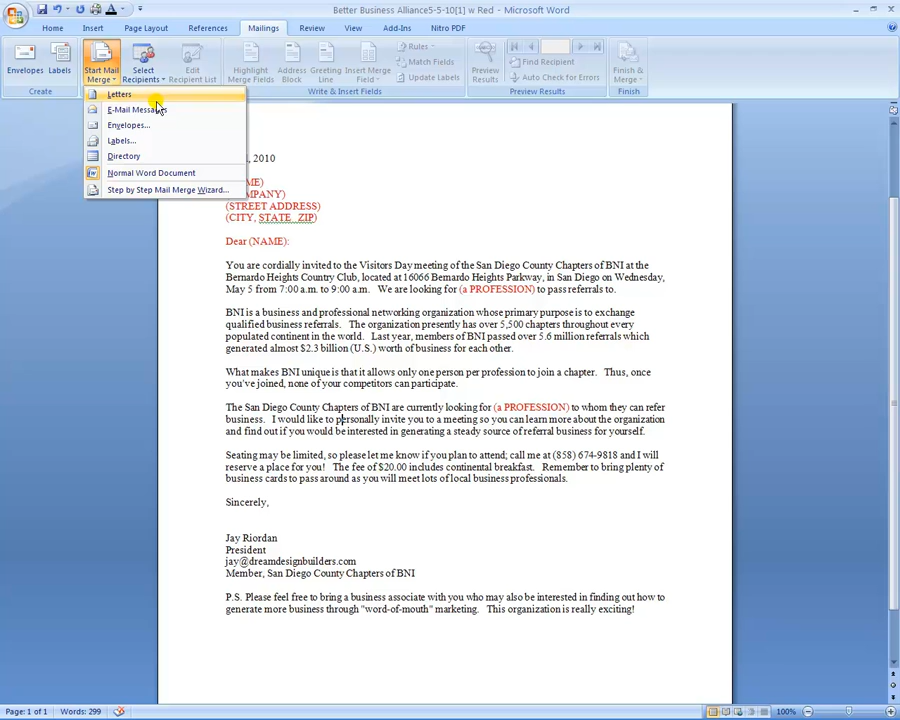 Better Business Alliance5-5-10[1] w Red - Microsoft Word
Home Insert Page Layout References Mailings Review View Add-Ins Nitro PDF
Envelopes Labels Start Mail Merge Select Recipients Edit Recipient List Highlight Merge Fields Address Block Greeting Line Rules Match Fields Update Labels Preview Results Find Recipient Auto Check for Errors Finish & Merge
Create Write & Insert Fields Preview Results Finish
Letters
E-Mail Messages
Envelopes...
Labels...
Directory
Normal Word Document
Step by Step Mail Merge Wizard...
, 2010
ME)
MPANY)
(STREET ADDRESS)
(CITY, STATE ZIP)
Dear (NAME):
You are cordially invited to the Visitors Day meeting of the San Diego County Chapters of BNI at the
Bernardo Heights Country Club, located at 16066 Bernardo Heights Parkway, in San Diego on Wednesday,
May 5 from 7:00 a.m. to 9:00 a.m. We are looking for (a PROFESSION) to pass referrals to.
BNI is a business and professional networking organization whose primary purpose is to exchange
qualified business referrals. The organization presently has over 5,500 chapters throughout every
populated continent in the world. Last year, members of BNI passed over 5.6 million referrals which
generated almost $2.3 billion (U.S.) worth of business for each other.
What makes BNI unique is that it allows only one person per profession to join a chapter. Thus, once
you've joined, none of your competitors can participate.
The San Diego County Chapters of BNI are currently looking for (a PROFESSION) to whom they can refer
business. I would like to personally invite you to a meeting so you can learn more about the organization
and find out if you would be interested in generating a steady source of referral business for yourself.
Seating may be limited, so please let me know if you plan to attend; call me at (858) 674-9818 and I will
reserve a place for you! The fee of $20.00 includes continental breakfast. Remember to bring plenty of
business cards to pass around as you will meet lots of local business professionals.
Sincerely,
Jay Riordan
President
jay@dreamdesignbuilders.com
Member, San Diego County Chapters of BNI
P.S. Please feel free to bring a business associate with you who may also be interested in finding out how to
generate more business through "word-of-mouth" marketing. This organization is really exciting!
Page: 1 of 1 Words: 299 100%